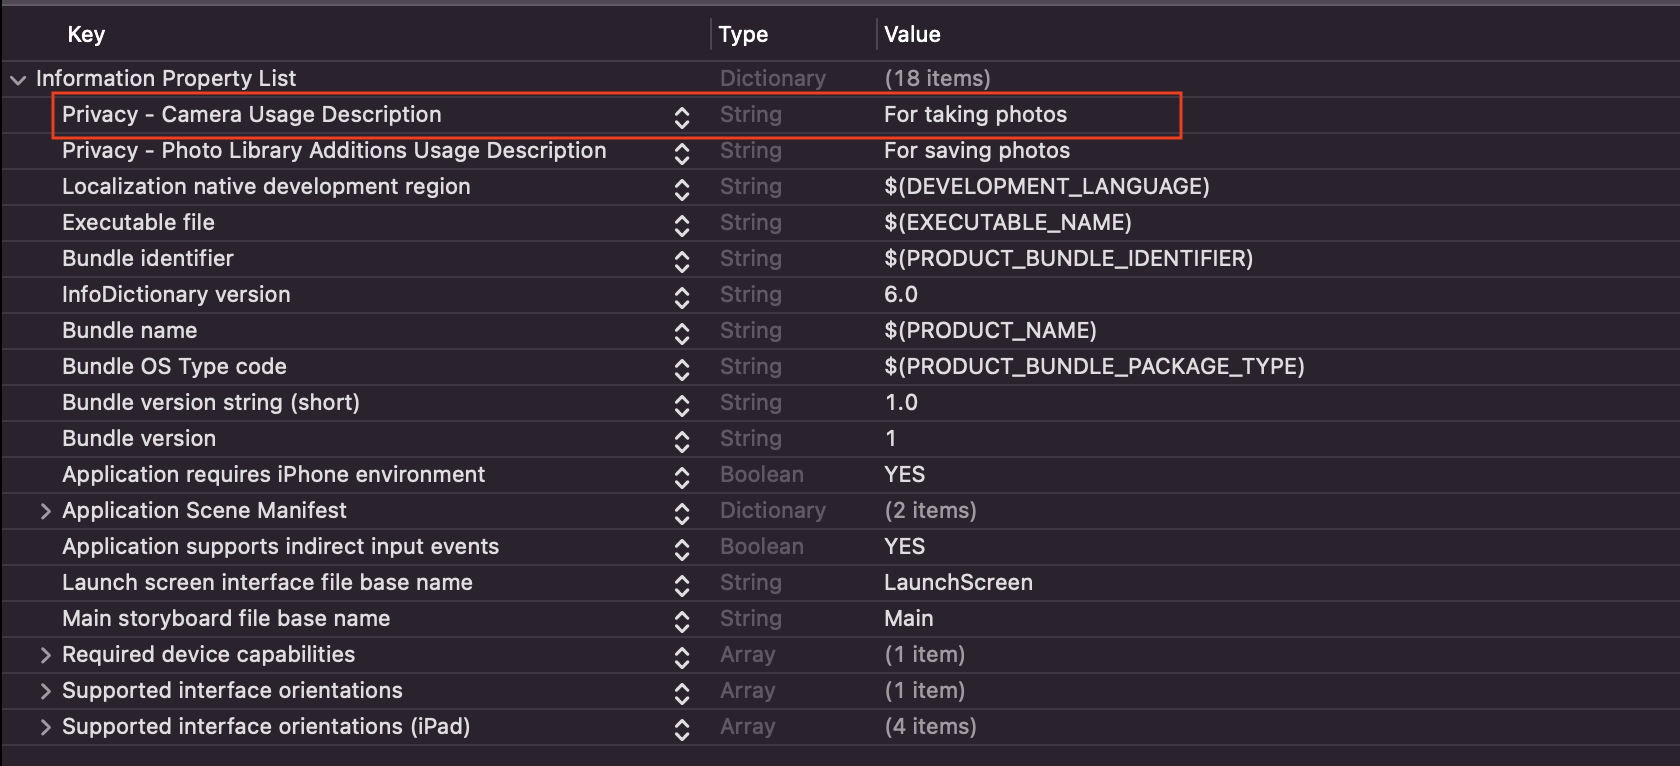 Key Type Value
Information Property List Dictionary (18 items)
Privacy - Camera Usage Description String For taking photos
Privacy - Photo Library Additions Usage Description String For saving photos
Localization native development region String $(DEVELOPMENT_LANGUAGE)
Executable file String $(EXECUTABLE_NAME)
Bundle identifier String $(PRODUCT_BUNDLE_IDENTIFIER)
InfoDictionary version String 6.0
Bundle name String $(PRODUCT_NAME)
Bundle OS Type code String $(PRODUCT_BUNDLE_PACKAGE_TYPE)
Bundle version string (short) String 1.0
Bundle version String 1
Application requires iPhone environment Boolean YES
Application Scene Manifest Dictionary (2 items)
Application supports indirect input events Boolean YES
Launch screen interface file base name String LaunchScreen
Main storyboard file base name String Main
Required device capabilities Array (1 item)
Supported interface orientations Array (1 item)
Supported interface orientations (iPad) Array (4 items)